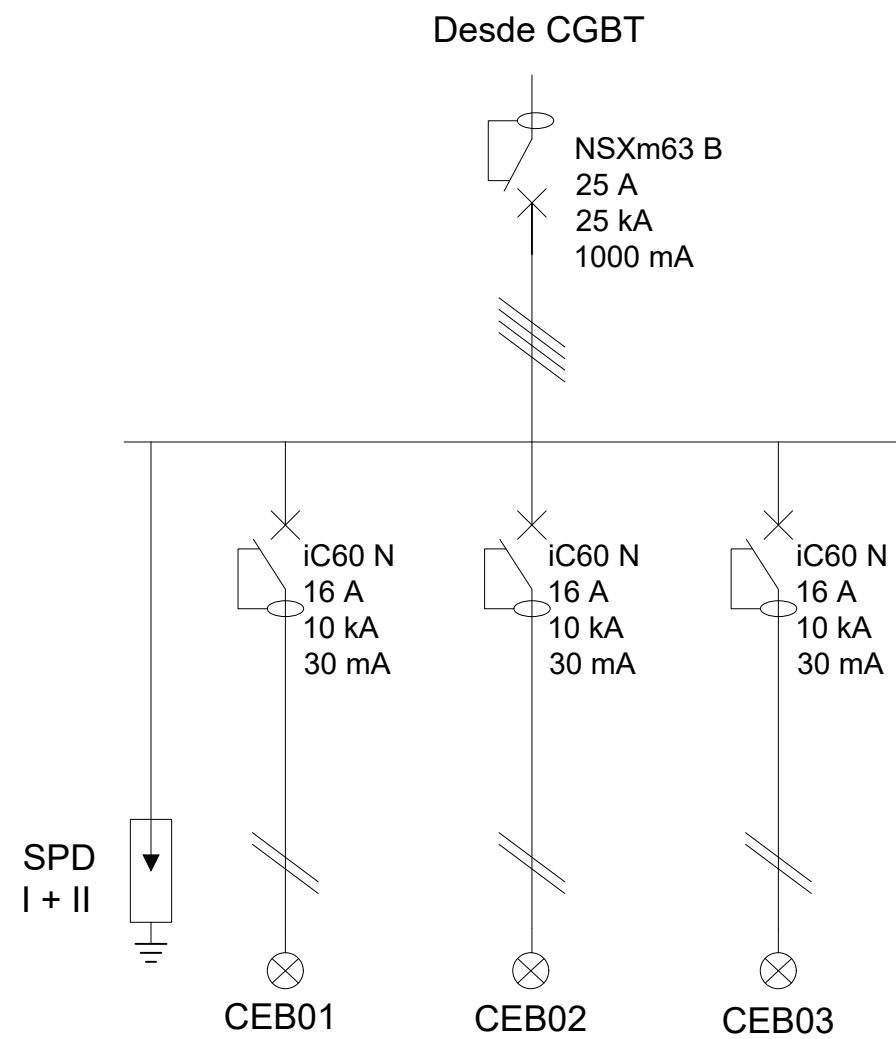 Desde CGBT
NSXm63 B
25 A
25 kA
1000 mA
iC60 N
16 A
10 kA
30 mA
iC60 N
16 A
10 kA
30 mA
iC60 N
16 A
10 kA
30 mA
SPD
I + II
CEB01
CEB02
CEB03